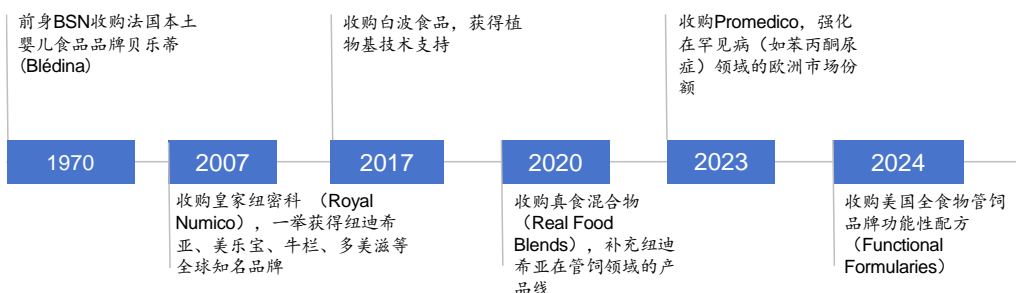 前身BSN收购法国本土
婴儿食品品牌贝乐蒂
(Blédina)
1970
2007
收购皇家纽密科 （Royal
Numico），一举获得纽迪希
亚、美乐宝、牛栏、多美滋等
全球知名品牌
收购白波食品，获得植
物基技术支持
2017
2020
收购真食混合物
（Real Food
Blends），补充纽迪
希亚在管饲领域的产
品线
收购Promedico，强化
在罕见病（如苯丙酮尿
症）领域的欧洲市场份
额
2023
2024
收购美国全食物管饲
品牌功能性配方
（Functional
Formularies）